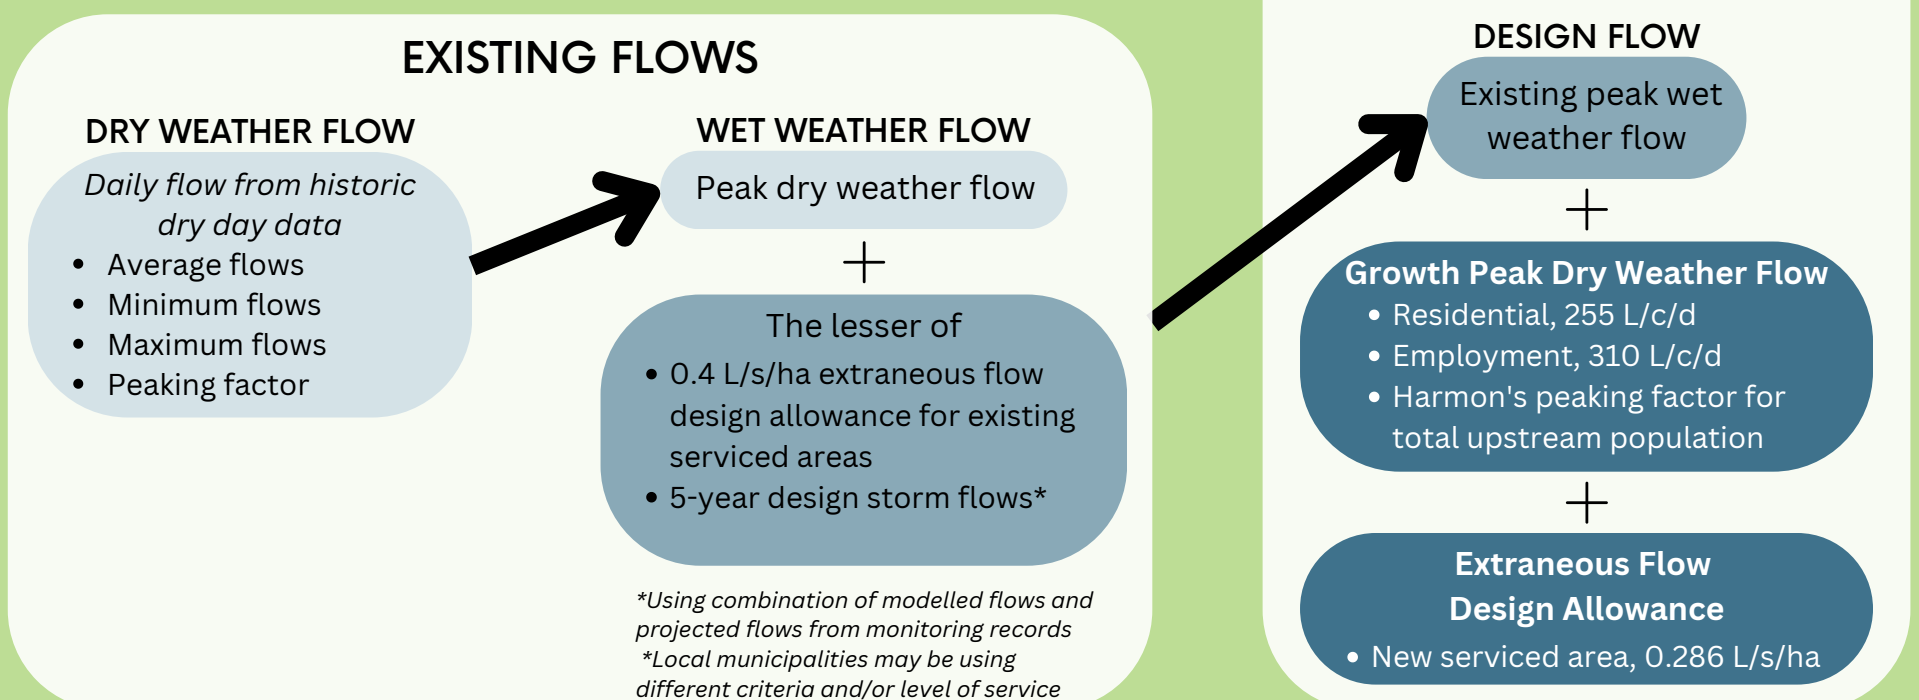 EXISTING FLOWS
DRY WEATHER FLOW
Daily flow from historic
dry day data
• Average flows
• Minimum flows
• Maximum flows
• Peaking factor
WET WEATHER FLOW
Peak dry weather flow
+
The lesser of
• 0.4 L/s/ha extraneous flow
design allowance for existing
serviced areas
• 5-year design storm flows*
*Using combination of modelled flows and
projected flows from monitoring records
*Local municipalities may be using
different criteria and/or level of service
DESIGN FLOW
Existing peak wet
weather flow
+
Growth Peak Dry Weather Flow
• Residential, 255 L/c/d
• Employment, 310 L/c/d
• Harmon's peaking factor for
total upstream population
+
Extraneous Flow
Design Allowance
• New serviced area, 0.286 L/s/ha